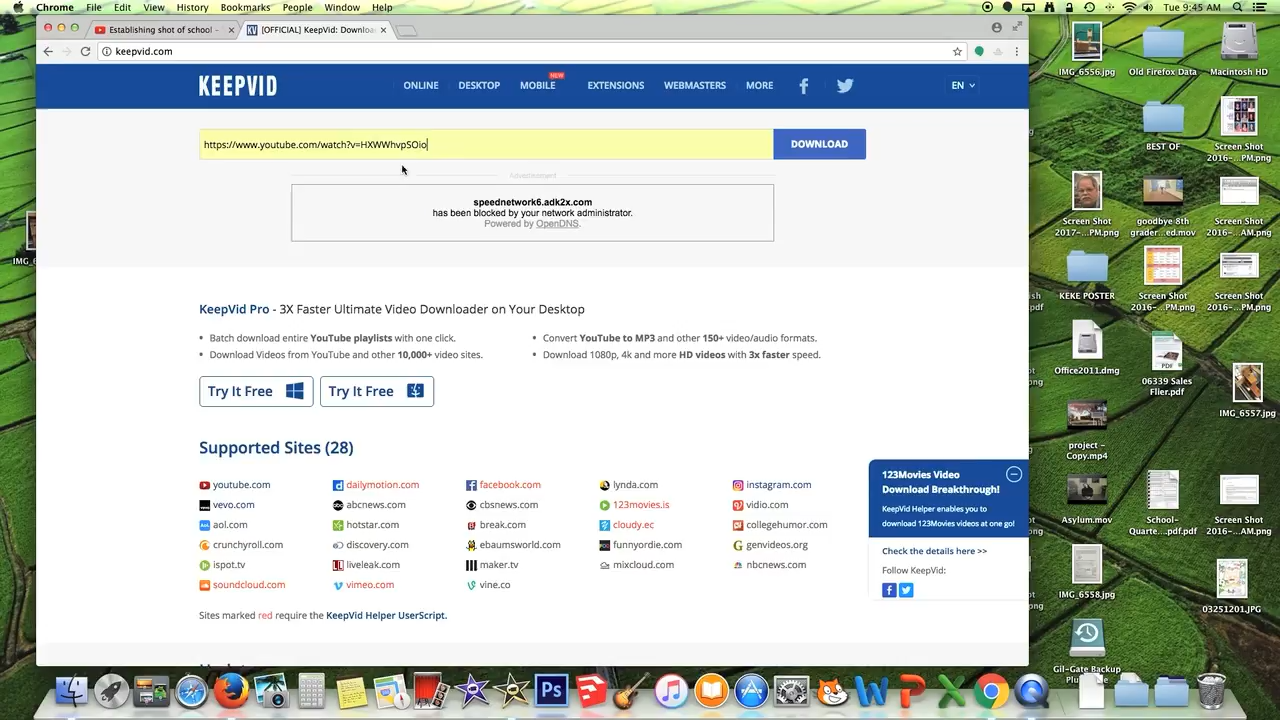 Chrome File Edit View History Bookmarks People Window Help
Tue 9:45 AM
Establishing shot of school -
[OFFICIAL] KeepVid: Downloa
keepvid.com
KEEPVID
ONLINE
DESKTOP
MOBILE
NEW
EXTENSIONS
WEBMASTERS
MORE
EN
https://www.youtube.com/watch?v=HXWWhvpSOio
DOWNLOAD
Advertisement
speednetwork6.adk2x.com
has been blocked by your network administrator.
Powered by OpenDNS.
KeepVid Pro - 3X Faster Ultimate Video Downloader on Your Desktop
Batch download entire YouTube playlists with one click.
Convert YouTube to MP3 and other 150+ video/audio formats.
Download Videos from YouTube and other 10,000+ video sites.
Download 1080p, 4k and more HD videos with 3x faster speed.
Try It Free
Try It Free
Supported Sites (28)
youtube.com dailymotion.com facebook.com lynda.com instagram.com
vevo.com abcnews.com cbsnews.com 123movies.is vidio.com
aol.com hotstar.com break.com cloudy.ec collegehumor.com
crunchyroll.com discovery.com ebaumsworld.com funnyordie.com genvideos.org
spot.tv liveleak.com maker.tv mixcloud.com nbcnews.com
soundcloud.com vimeo.com vine.co
Sites marked red require the KeepVid Helper UserScript.
123Movies Video
Download Breakthrough!
KeepVid Helper enables you to
download 123Movies videos at one go!
Check the details here >>
Follow KeepVid:
IMG_6556.jpg
Old Firefox Data
Macintosh HD
BEST OF
Screen Shot
2016-...PM.png
Screen Shot
2017-...PM.png
goodbye 8th
grader...ed.mov
Screen Shot
2016-...AM.png
KEKE POSTER
Screen Shot
2016-...PM.png
Screen Shot
2016-...PM.png
Office2011.dmg
PDF
06339 Sales
Flier.pdf
IMG_6557.jpg
project -
Copy.mp4
Asylum.mov
School-
Quarte...pdf.pdf
Screen Shot
2016-...AM.png
IMG_6558.jpg
03251201.JPG
Gil-Gate Backup
Ps